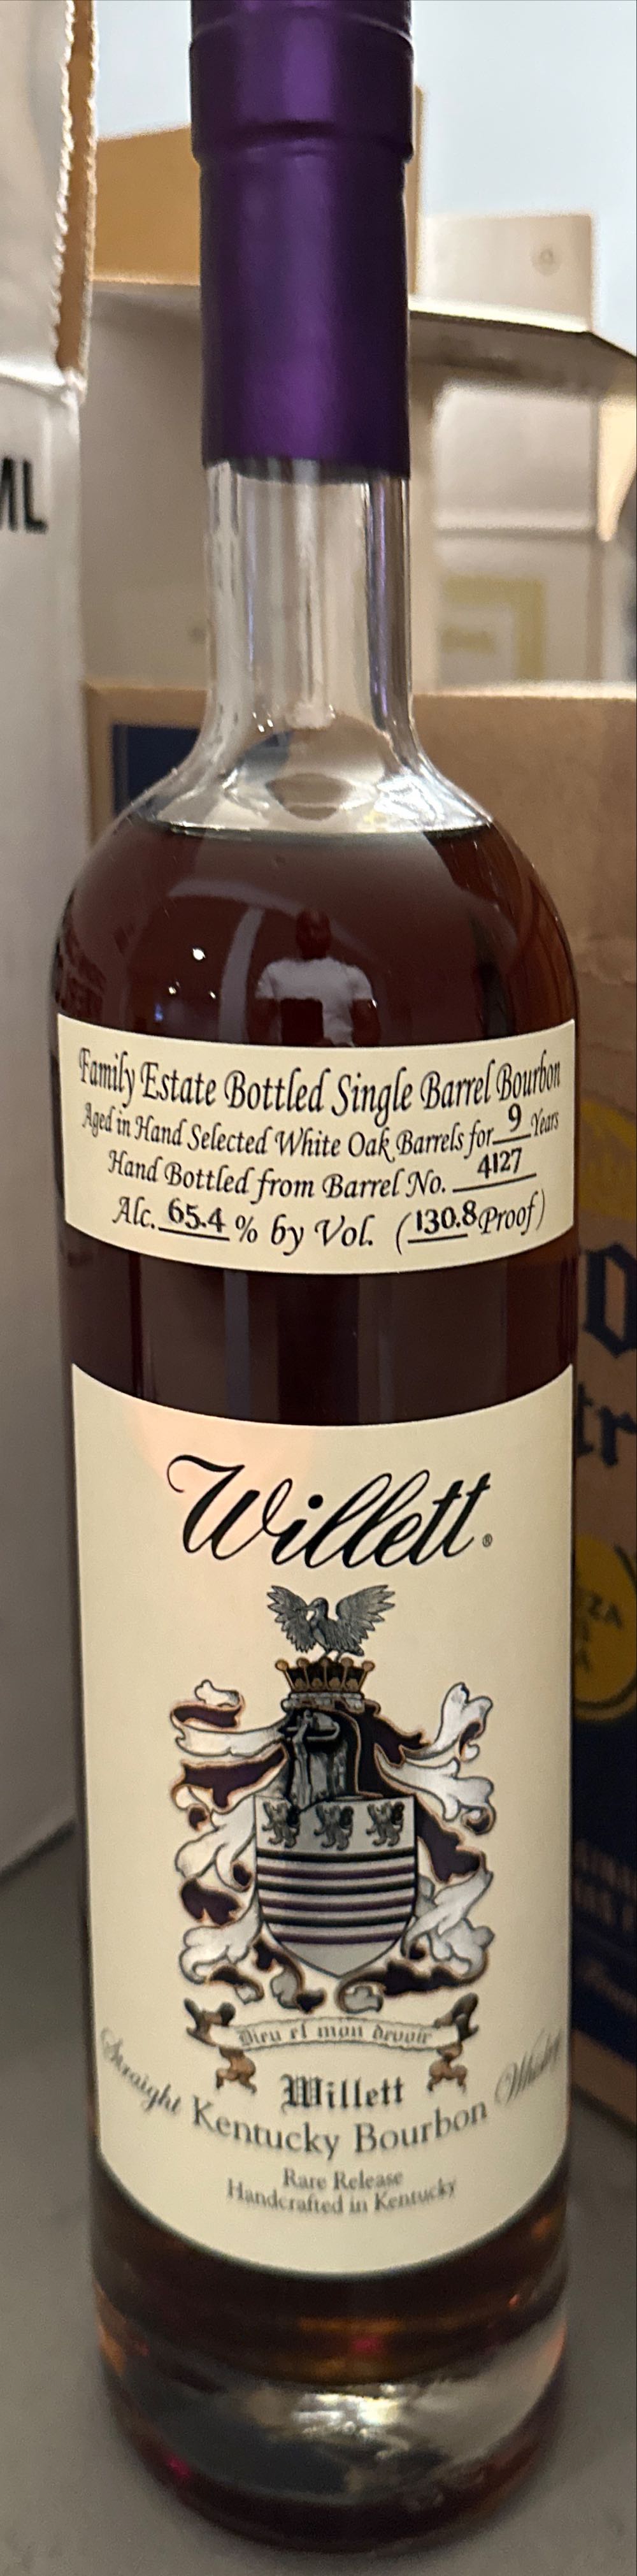 ML
Family Estate Bottled Single Barrel Bourbon
Aged in Hand Selected White Oak Barrels for 9 Years
Hand Bottled from Barrel No. 4127
Alc. 65.4 % by Vol. (130.8 Proof)
Willett®
Dieu et mon devoir
Willett
Straight Kentucky Bourbon Whiskey
Rare Release
Handcrafted in Kentucky